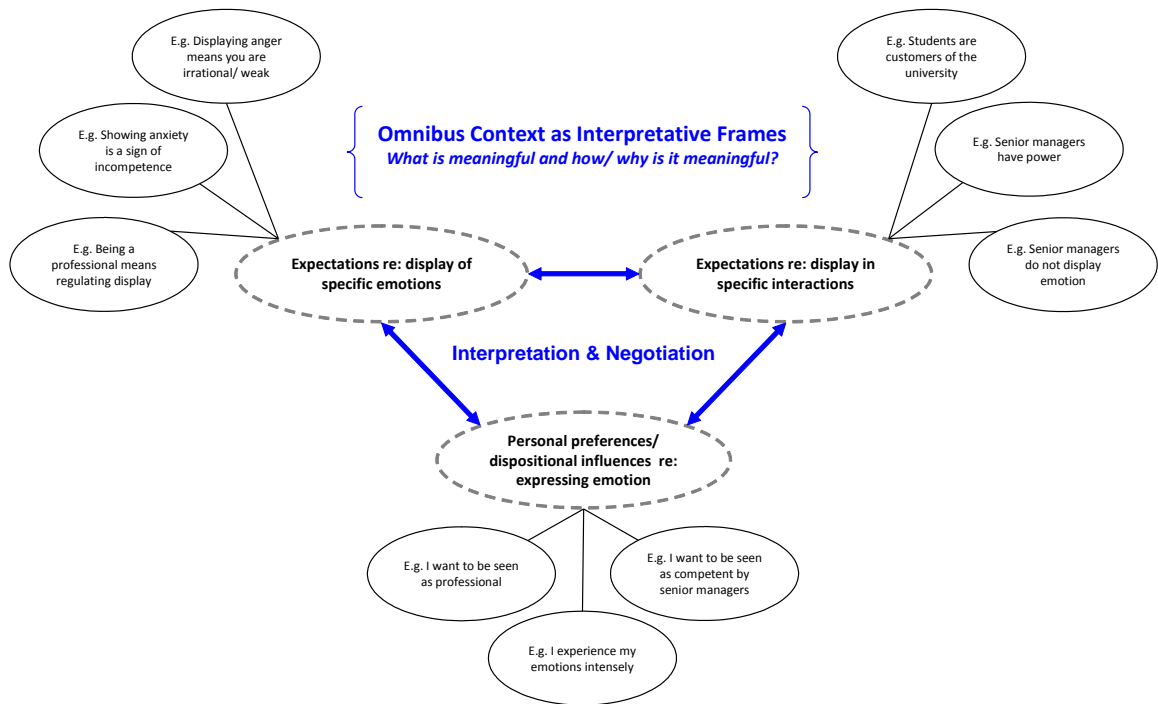 E.g. Displaying anger
means you are
irrational/ weak
E.g. Students are
customers of the
university
E.g. Showing anxiety
is a sign of
incompetence
Omnibus Context as Interpretative Frames
What is meaningful and how/ why is it meaningful?
E.g. Senior managers
have power
E.g. Being a
professional means
regulating display
Expectations re: display of
specific emotions
Expectations re: display in
specific interactions
E.g. Senior managers
do not display
emotion
Interpretation & Negotiation
Personal preferences/
dispositional influences re:
expressing emotion
E.g. I want to be seen
as professional
E.g. I want to be seen
as competent by
senior managers
E.g. I experience my
emotions intensely